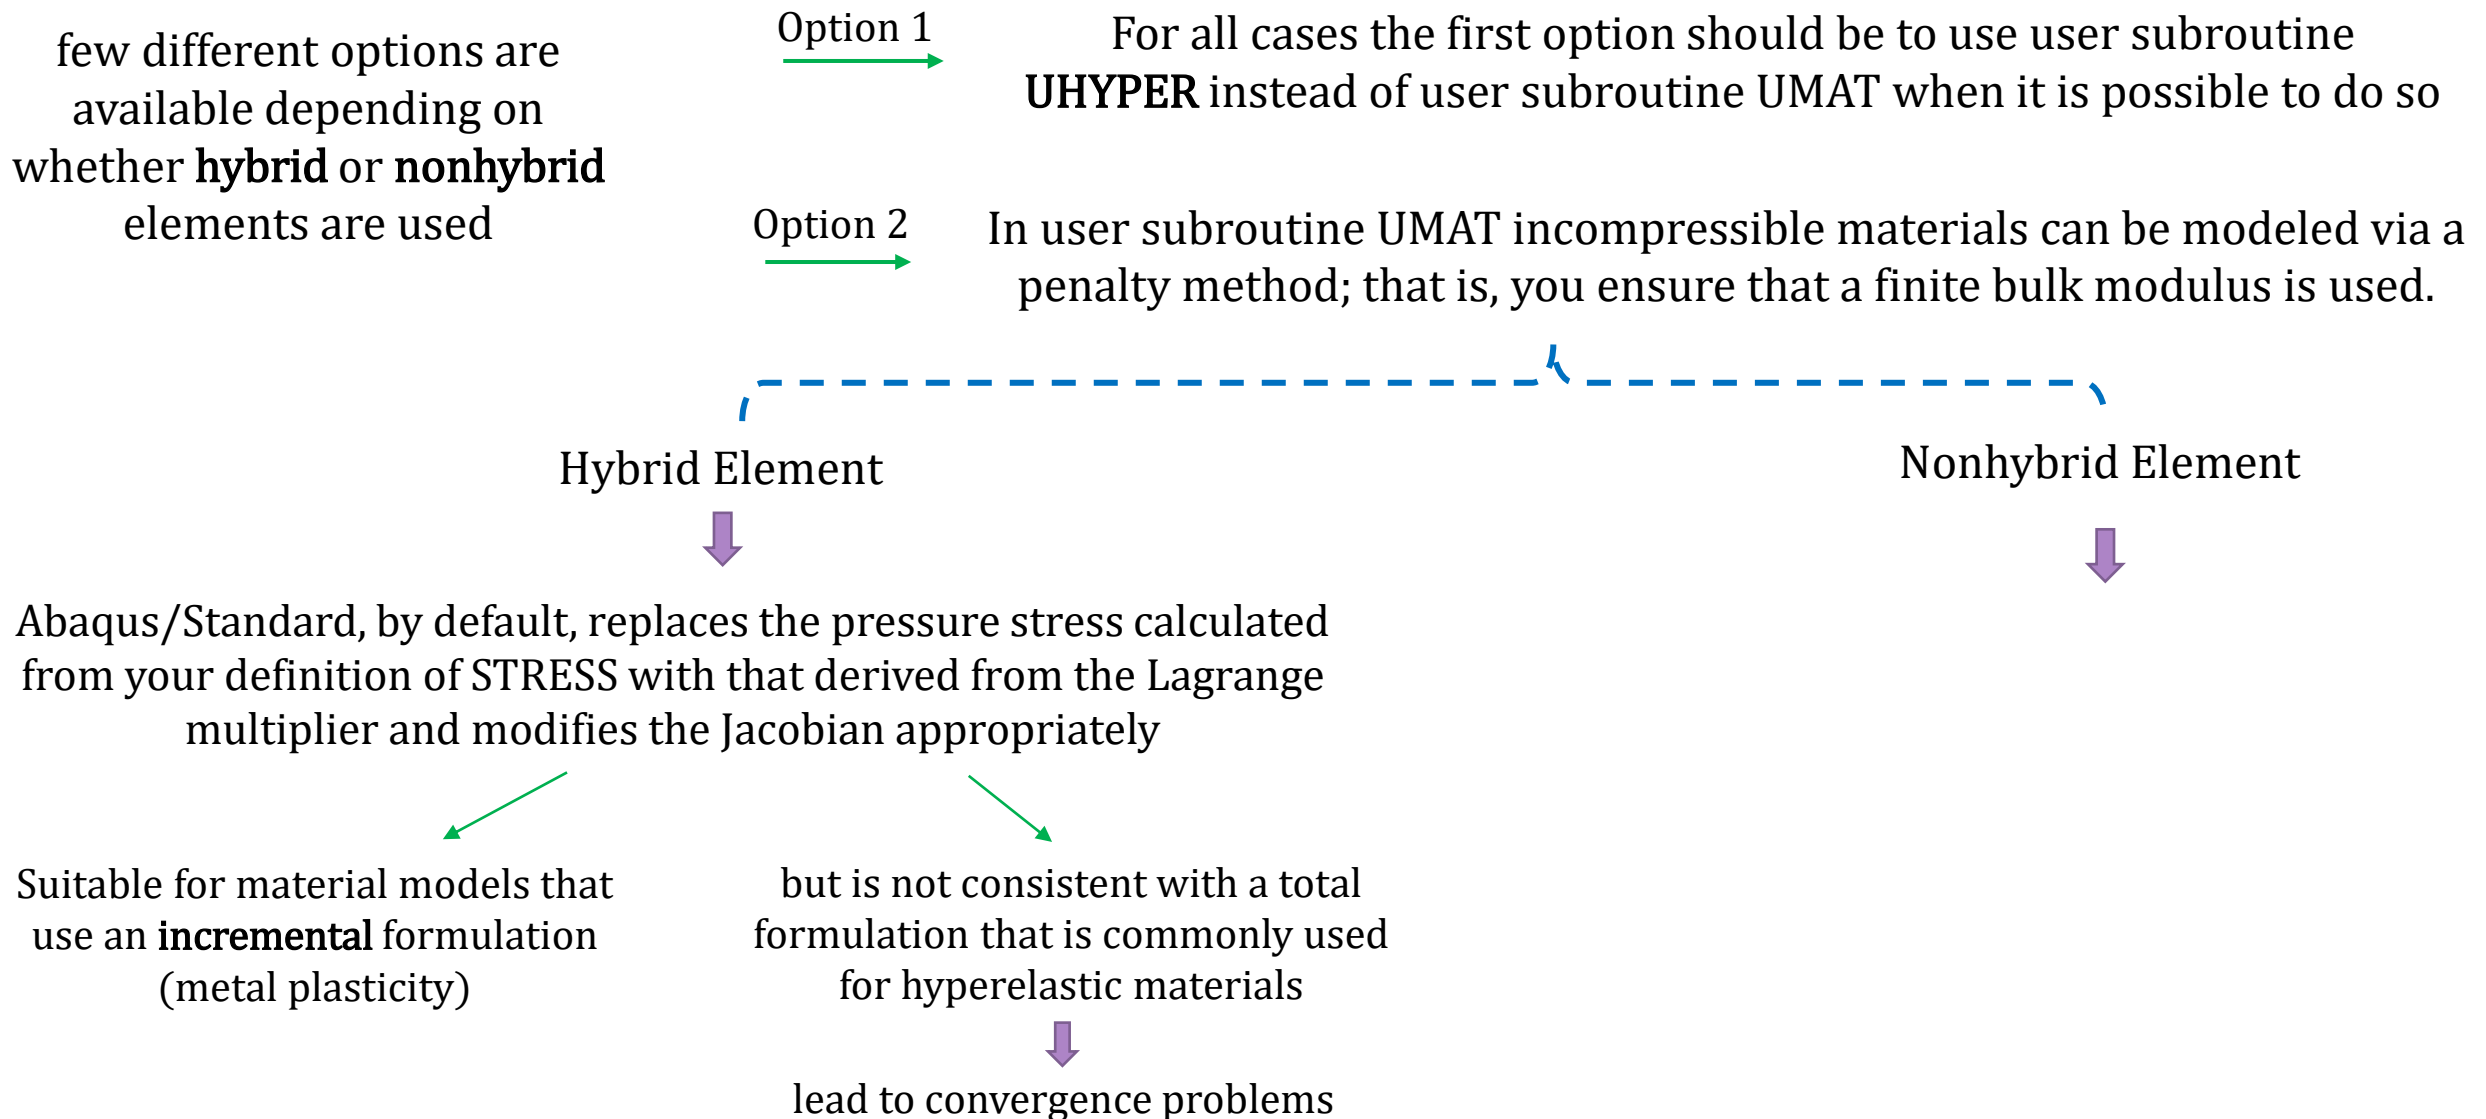 few different options are
available depending on
whether hybrid or nonhybrid
elements are used
Option 1
For all cases the first option should be to use user subroutine
UHYPER instead of user subroutine UMAT when it is possible to do so
Option 2
In user subroutine UMAT incompressible materials can be modeled via a
penalty method; that is, you ensure that a finite bulk modulus is used.
Hybrid Element
Nonhybrid Element
Abaqus/Standard, by default, replaces the pressure stress calculated
from your definition of STRESS with that derived from the Lagrange
multiplier and modifies the Jacobian appropriately
Suitable for material models that
use an incremental formulation
(metal plasticity)
but is not consistent with a total
formulation that is commonly used
for hyperelastic materials
lead to convergence problems